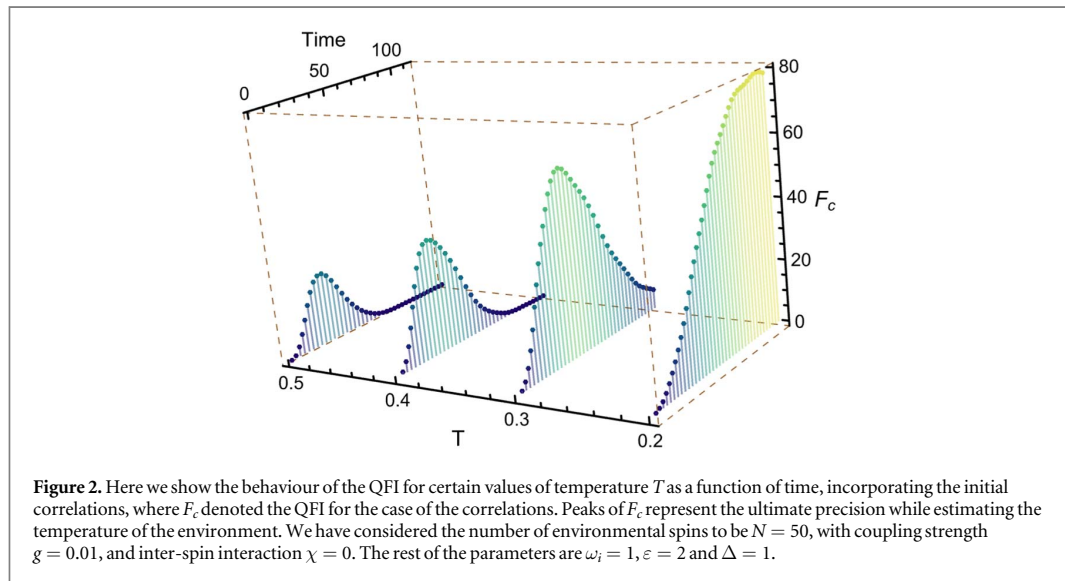 Time
0
50
100
80
60
40
20
0
F_c
0.5
0.4
0.3
0.2
T
Figure 2. Here we show the behaviour of the QFI for certain values of temperature T as a function of time, incorporating the initial
correlations, where F_c denoted the QFI for the case of the correlations. Peaks of F_c represent the ultimate precision while estimating the
temperature of the environment. We have considered the number of environmental spins to be N = 50, with coupling strength
g = 0.01, and inter-spin interaction χ = 0. The rest of the parameters are ω_i = 1, ε = 2 and Δ = 1.